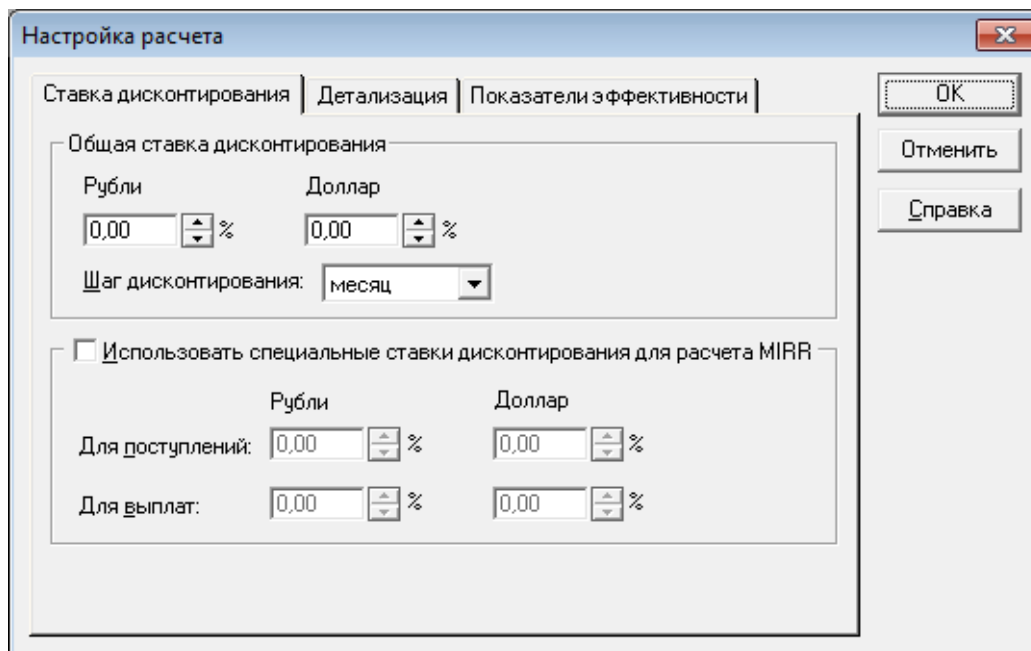 Настройка расчета
Ставка дисконтирования Детализация Показатели эффективности
OK
Отменить
Справка
Общая ставка дисконтирования
Рубли Доллар
0,00 % 0,00 %
Шаг дисконтирования: месяц
Использовать специальные ставки дисконтирования для расчета MIRR
Рубли Доллар
Для поступлений: 0,00 % 0,00 %
Для выплат: 0,00 % 0,00 %